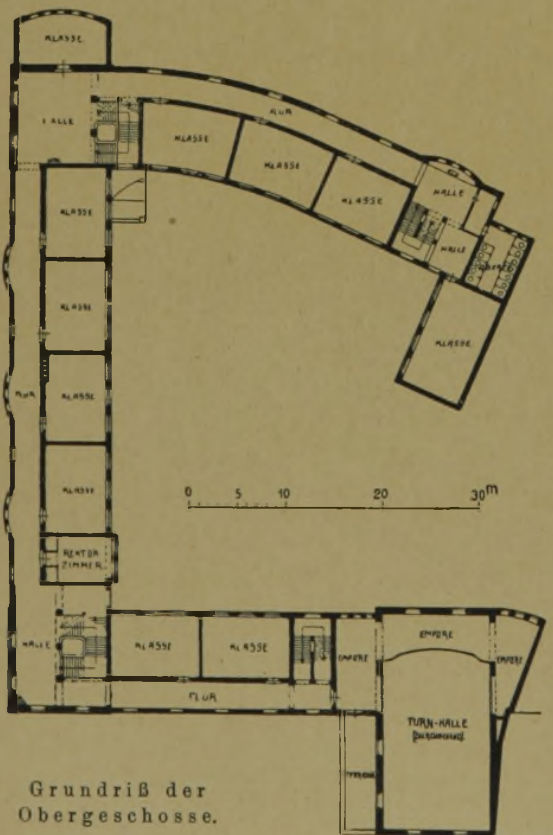 KLASSE
HALLE
FLUR
KLASSE
KLASSE
KLASSE
HALLE
HALLE
KLASSE
KLASSE
KLASSE
KLASSE
KLASSE
FLUR
0 5 10 20 30 m
REKTOR
ZIMMER
HALLE
KLASSE
KLASSE
FLUR
EMPORE
EMPORE
EMPORE
TURN-HALLE
Grundriß der
Obergeschosse.